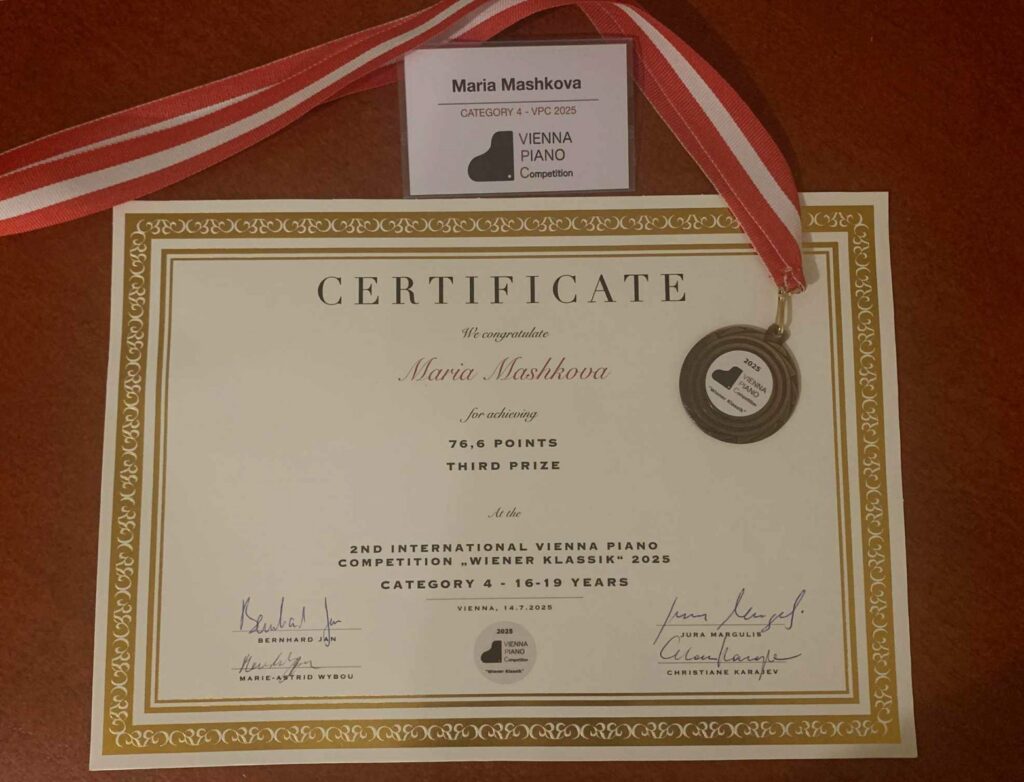 Maria Mashkova
CATEGORY 4 - VPC 2025
VIENNA
PIANO
Competition
CERTIFICATE
We congratulate
Maria Mashkova
for achieving
76,6 POINTS
THIRD PRIZE
At the
2ND INTERNATIONAL VIENNA PIANO
COMPETITION „WIENER KLASSIK“ 2025
CATEGORY 4 - 16-19 YEARS
VIENNA, 14.7.2025
BERNHARD JAN
MARIE-ASTRID WYBOU
JURA MARGULIS
CHRISTIANE KARAJEV
2025
VIENNA
PIANO
Competition
"Wiener Klassik"
2025
VIENNA
PIANO
Competition
"Wiener Klassik"